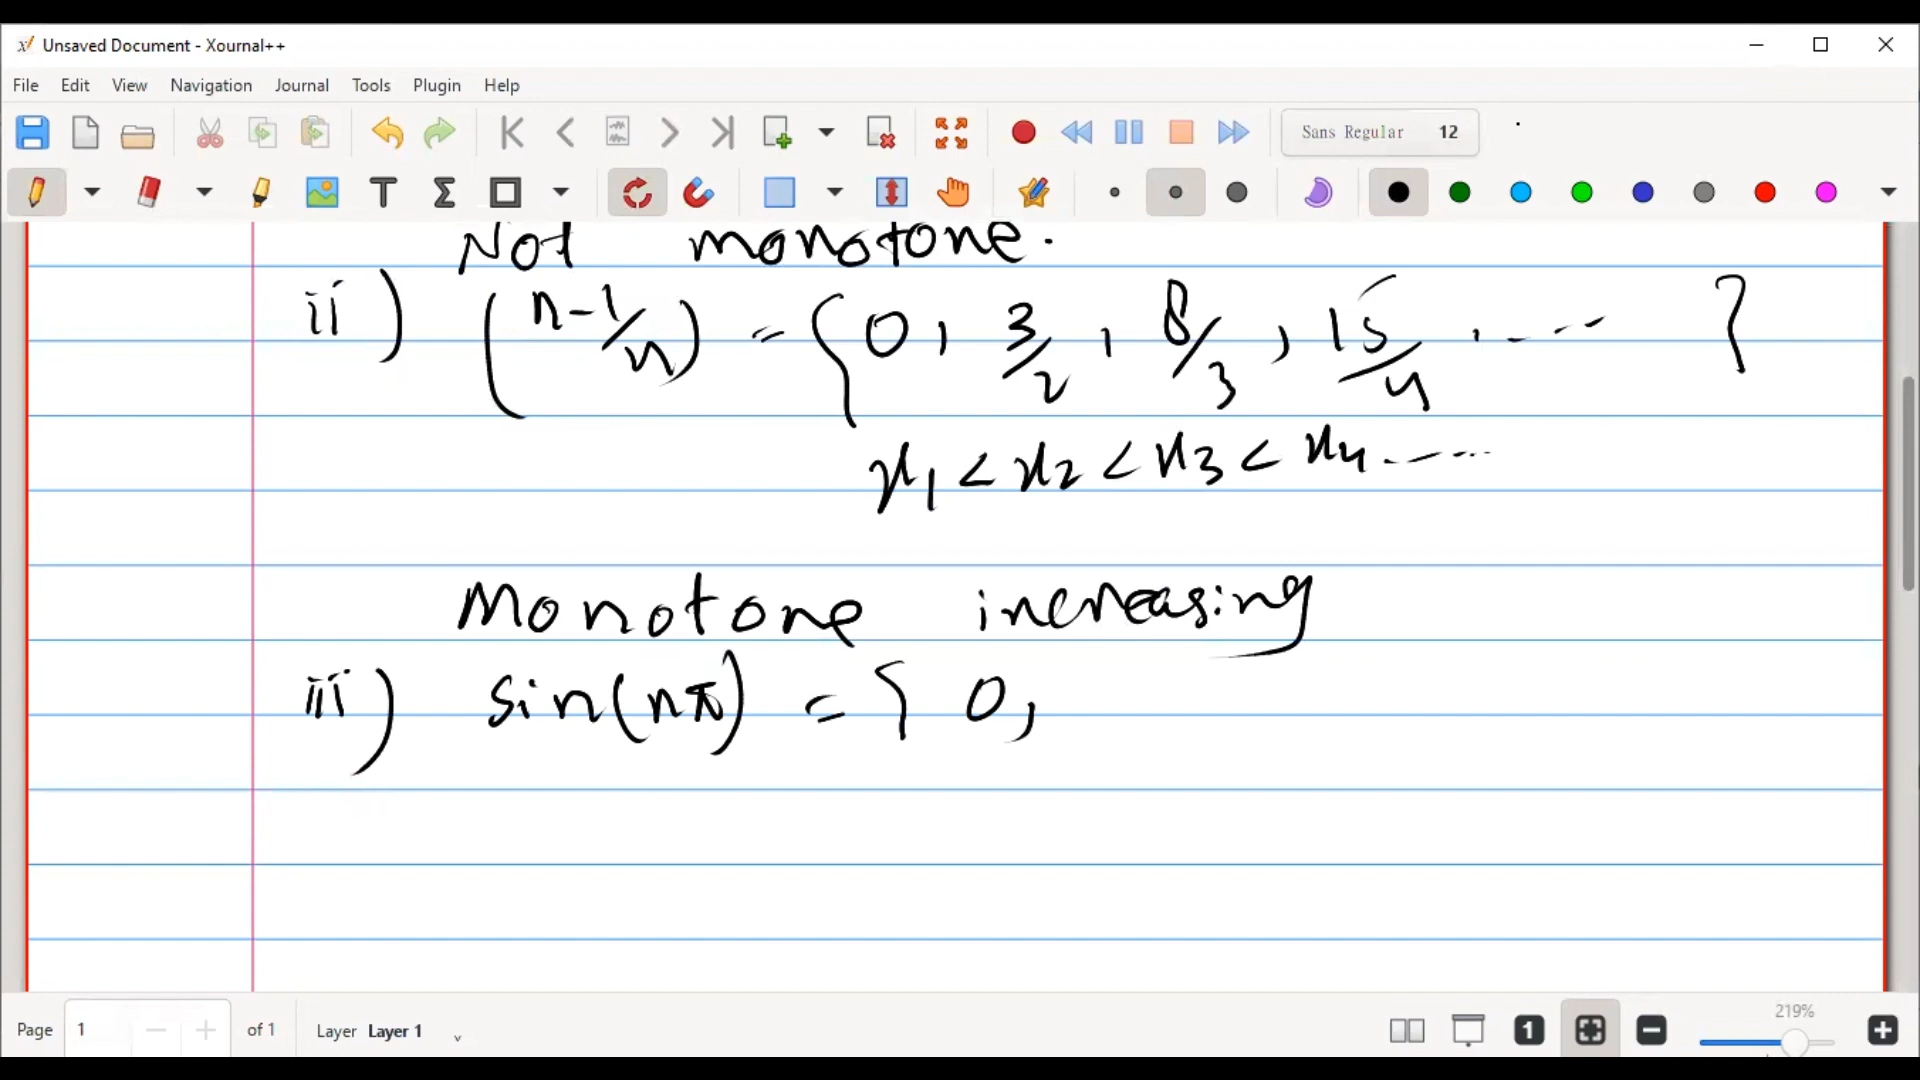 Unsaved Document - Xournal++
File Edit View Navigation Journal Tools Plugin Help
Sans Regular 12
Not monotone.
ii) (n-1/n) = {0, 3/2, 8/3, 15/4 ..... }
x1 < x2 < x3 < x4 .....
Monotone increasing
iii) sin(nπ) = { 0,
219%
Page 1 of 1 Layer Layer 1 1